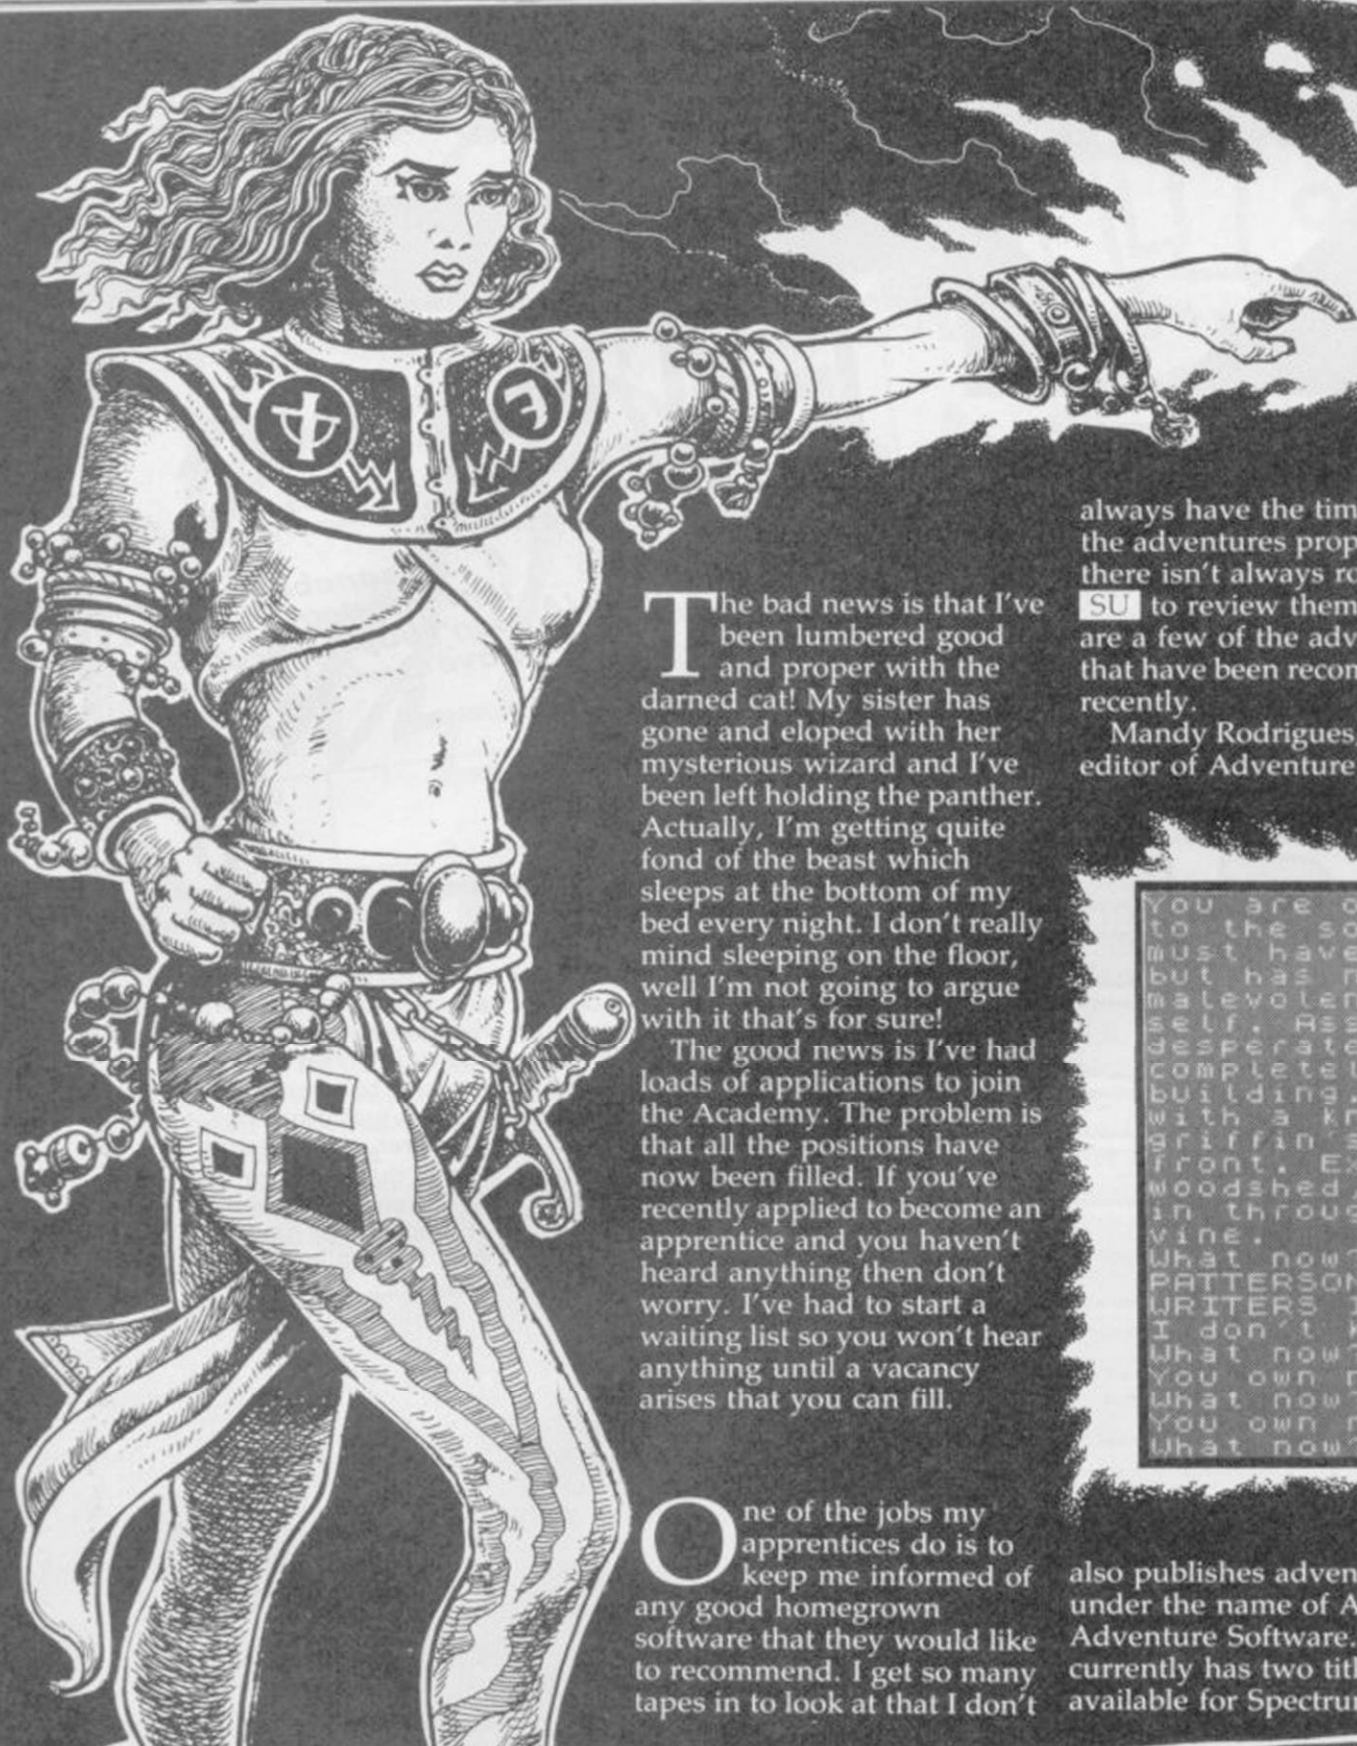 The bad news is that I've
been lumbered good
and proper with the
darned cat! My sister has
gone and eloped with her
mysterious wizard and I've
been left holding the panther.
Actually, I'm getting quite
fond of the beast which
sleeps at the bottom of my
bed every night. I don't really
mind sleeping on the floor,
well I'm not going to argue
with it that's for sure!
The good news is I've had
loads of applications to join
the Academy. The problem is
that all the positions have
now been filled. If you've
recently applied to become an
apprentice and you haven't
heard anything then don't
worry. I've had to start a
waiting list so you won't hear
anything until a vacancy
arises that you can fill.
One of the jobs my
apprentices do is to
keep me informed of
any good homegrown
software that they would like
to recommend. I get so many
tapes in to look at that I don't
always have the tim
the adventures prop
there isn't always ro
SU to review them
are a few of the adv
that have been recon
recently.
Mandy Rodrigues
editor of Adventure
You are o
to the so
must have
but has n
malevolen
self. As
desperate
completel
building.
with a kn
griffin's
front. Ex
woodshed
in throug
vine.
What now?
PATTERSON
WRITERS
I don't k
What now?
You own n
What now
You own n
What now?
also publishes adven
under the name of A
Adventure Software.
currently has two titl
available for Spectru